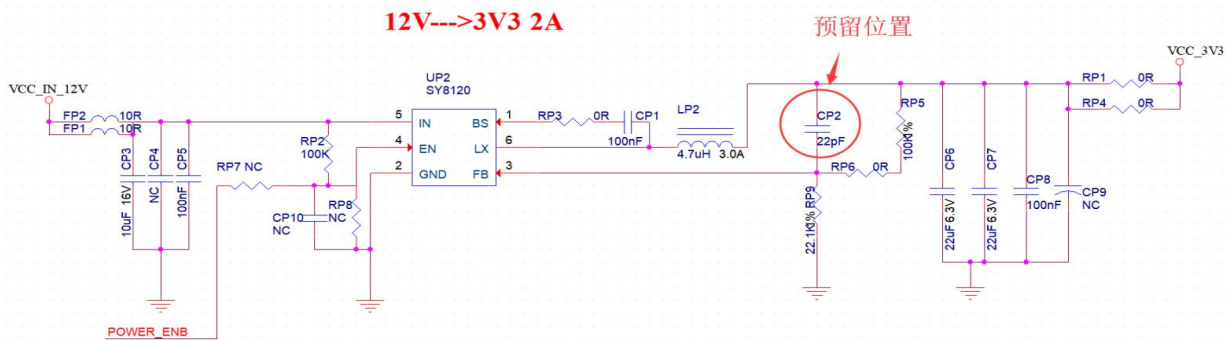 12V--->3V3 2A
预留位置
VCC_IN_12V
VCC_3V3
FP2 10R
FP1 10R
CP3
10uF 16V
CP4
NC
CP5
100nF
RP2
100K
RP7 NC
CP10
NC
RP8
NC
POWER_ENB
UP2
SY8120
5 IN BS 1
4 EN LX 6
2 GND FB 3
RP3 0R CP1
100nF
LP2
4.7uH 3.0A
CP2
22pF
RP5
100K 1%
RP6 0R
RP9
22.1K 1%
CP6
22uF 6.3V
CP7
22uF 6.3V
CP8
100nF
CP9
NC
RP1 0R
RP4 0R